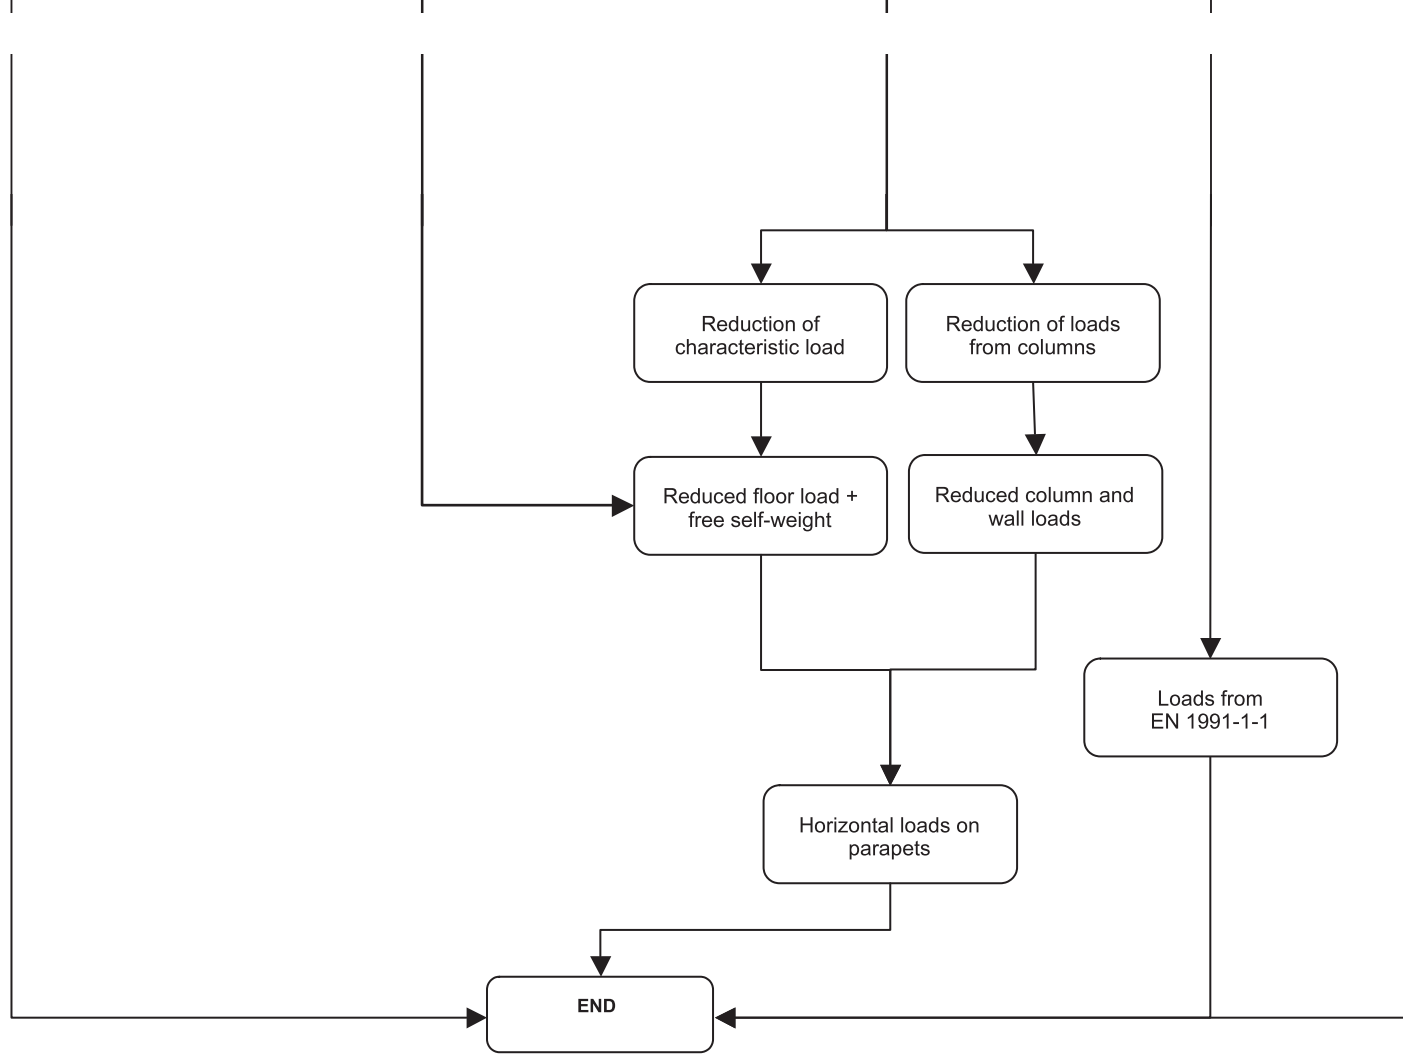 Reduction of
characteristic load
Reduction of loads
from columns
Reduced floor load +
free self-weight
Reduced column and
wall loads
Loads from
EN 1991-1-1
Horizontal loads on
parapets
END